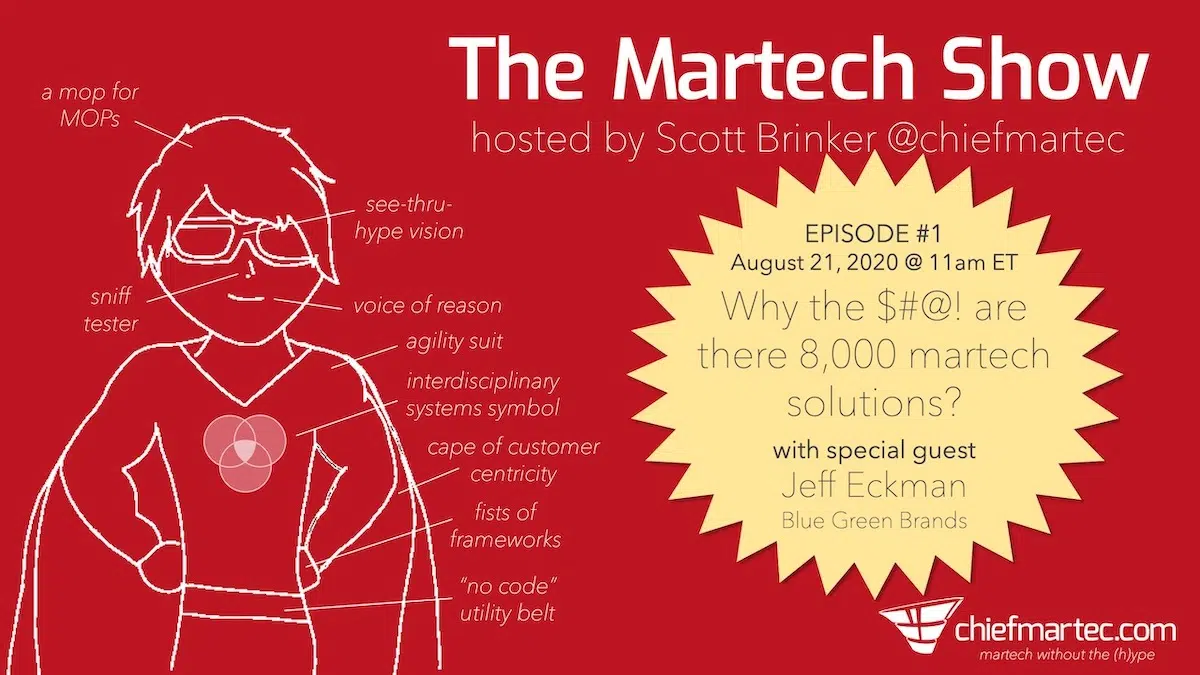 The Martech Show
hosted by Scott Brinker @chiefmartec
a mop for
MOPs
see-thru-
hype vision
sniff
tester
voice of reason
agility suit
interdisciplinary
systems symbol
cape of customer
centricity
fists of
frameworks
"no code"
utility belt
EPISODE #1
August 21, 2020 @ 11am ET
Why the $#@! are
there 8,000 martech
solutions?
with special guest
Jeff Eckman
Blue Green Brands
chiefmartec.com
martech without the (h)ype